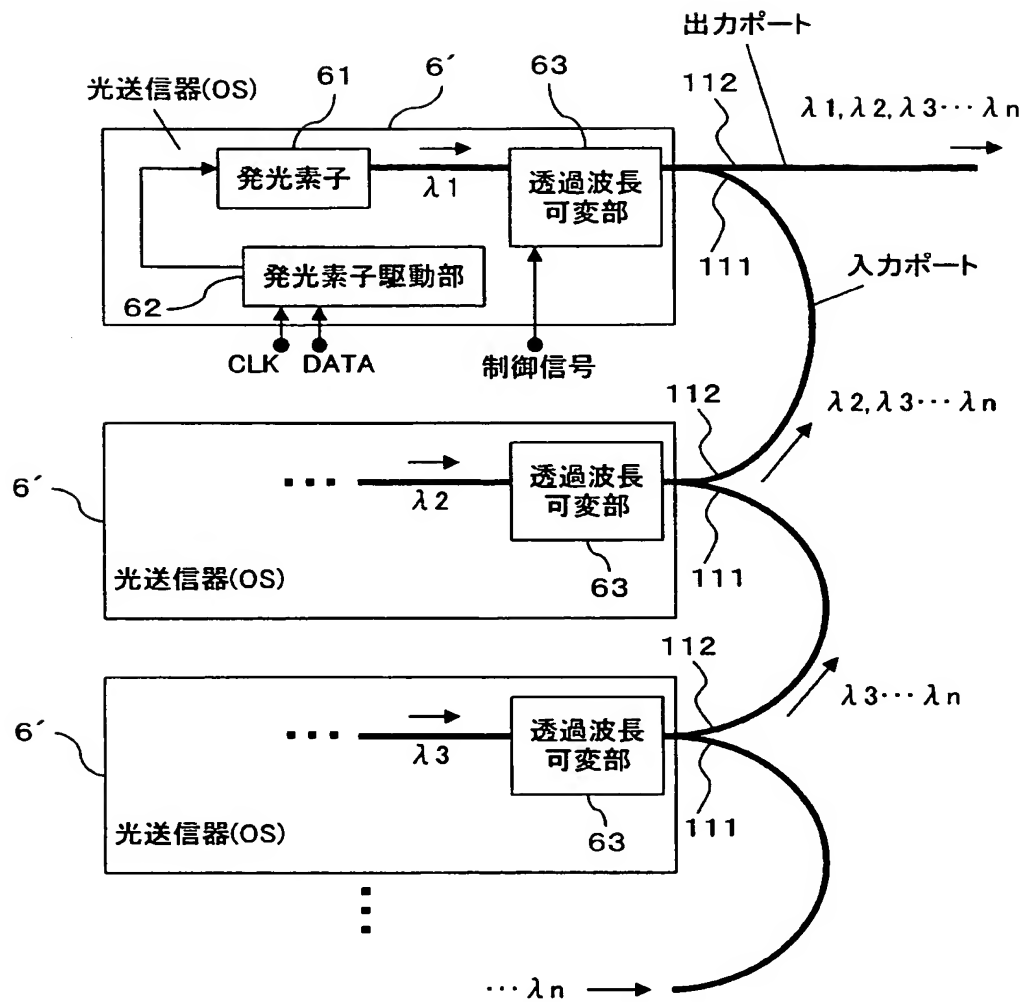 出力ポート
61
6´
63
112
光送信器(OS)
λ1,λ2,λ3···λn
発光素子
λ1
透過波長
可変部
111
入力ポート
発光素子駆動部
62
CLK
DATA
制御信号
112
λ2,λ3···λn
6´
λ2
透過波長
可変部
111
光送信器(OS)
63
112
λ3···λn
6´
λ3
透過波長
可変部
111
光送信器(OS)
63
···λn